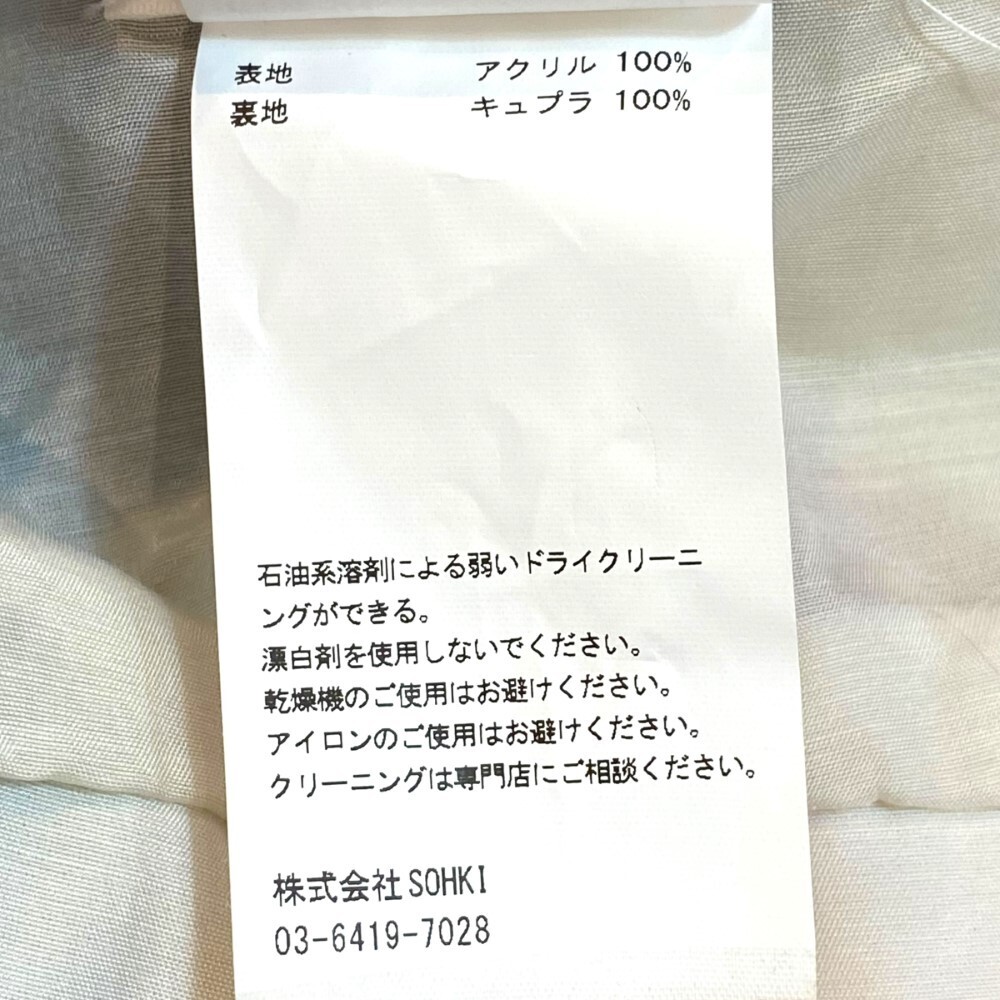 表地 アクリル 100%
裏地 キュプラ 100%
石油系溶剤による弱いドライクリーニ
ングができる。
漂白剤を使用しないでください。
乾燥機のご使用はお避けください。
アイロンのご使用はお避けください。
クリーニングは専門店にご相談ください。
株式会社SOHKI
03-6419-7028